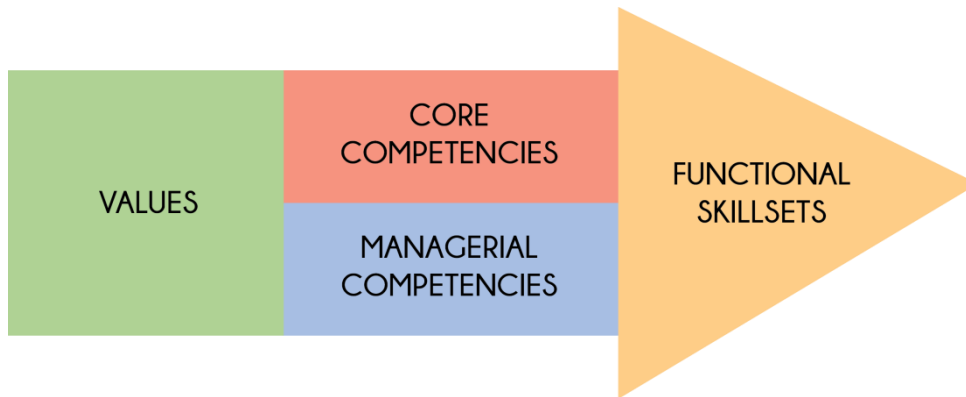 VALUES
CORE
COMPETENCIES
MANAGERIAL
COMPETENCIES
FUNCTIONAL
SKILLSETS